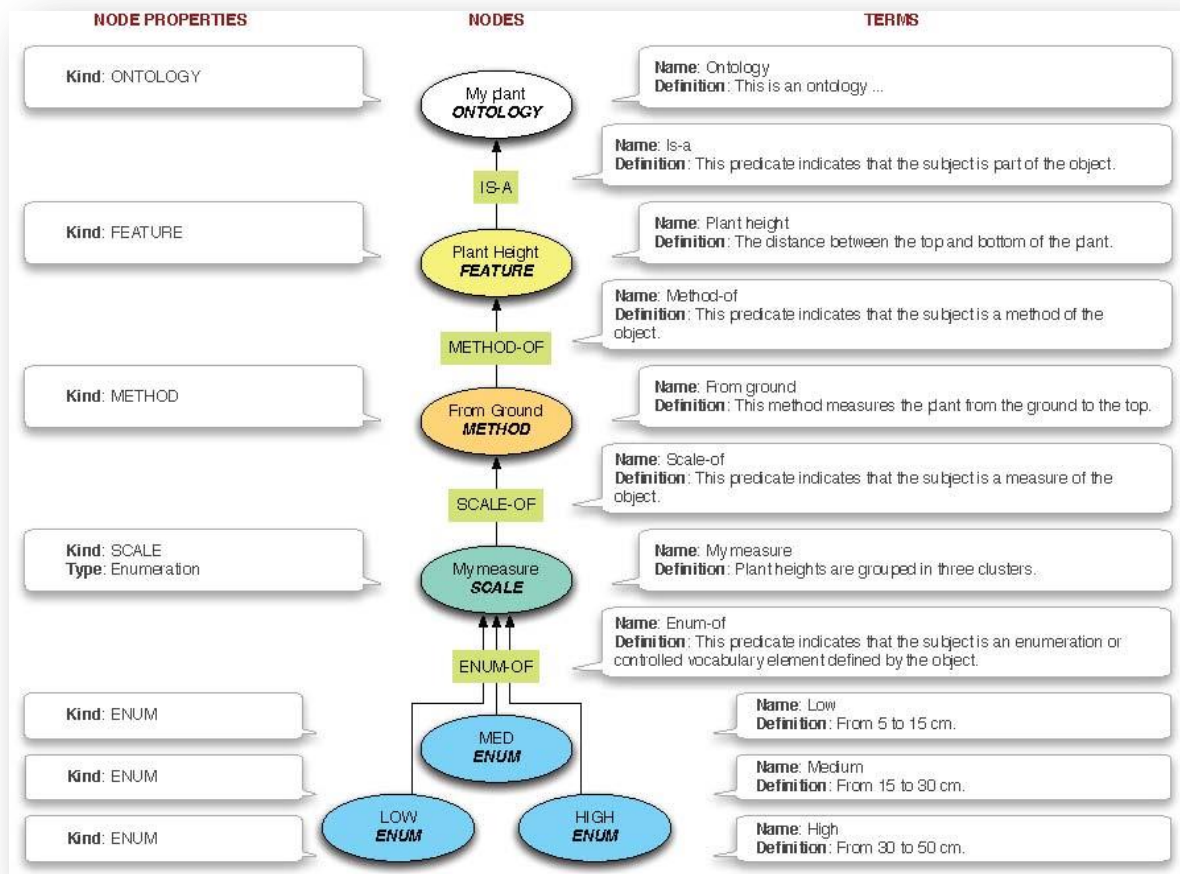 NODE PROPERTIES NODES TERMS
Kind: ONTOLOGY
My plant
ONTOLOGY
Name: Ontology
Definition: This is an ontology ...
IS-A
Name: Is-a
Definition: This predicate indicates that the subject is part of the object.
Kind: FEATURE
Plant Height
FEATURE
Name: Plant height
Definition: The distance between the top and bottom of the plant.
METHOD-OF
Name: Method-of
Definition: This predicate indicates that the subject is a method of the
object.
Kind: METHOD
From Ground
METHOD
Name: From ground
Definition: This method measures the plant from the ground to the top.
SCALE-OF
Name: Scale-of
Definition: This predicate indicates that the subject is a measure of the
object.
Kind: SCALE
Type: Enumeration
My measure
SCALE
Name: My measure
Definition: Plant heights are grouped in three clusters.
ENUM-OF
Name: Enum-of
Definition: This predicate indicates that the subject is an enumeration or
controlled vocabulary element defined by the object.
Kind: ENUM
MED
ENUM
Name: Low
Definition: From 5 to 15 cm.
Kind: ENUM
Name: Medium
Definition: From 15 to 30 cm.
LOW
ENUM
HIGH
ENUM
Kind: ENUM
Name: High
Definition: From 30 to 50 cm.